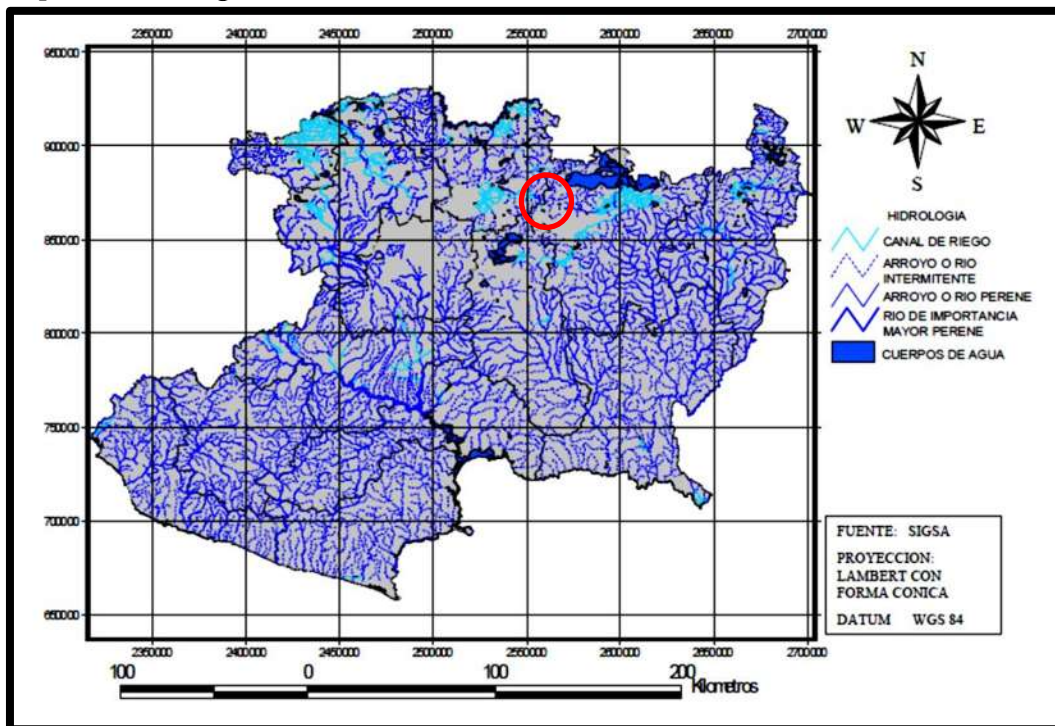 2350000 2400000 2450000 2500000 2550000 2600000 2650000 2700000
950000
900000
850000
800000
750000
700000
650000
2350000 2400000 2450000 2500000 2550000 2600000 2650000 2700000
100 0 100 200
Kilometros
N
W E
S
HIDROLOGIA
CANAL DE RIEGO
ARROYO O RIO
INTERMITENTE
ARROYO O RIO PERENE
RIO DE IMPORTANCIA
MAYOR PERENE
CUERPOS DE AGUA
FUENTE: SIGSA
PROYECCION:
LAMBERT CON
FORMA CONICA
DATUM WGS 84